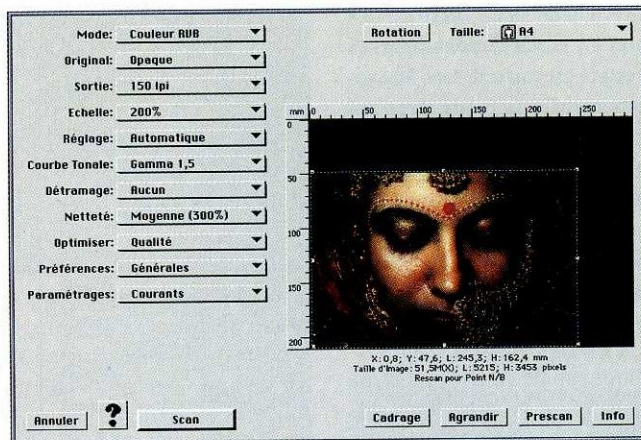 Mode: Couleur RUB
Original: Opaque
Sortie: 150 lpi
Echelle: 200%
Réglage: Automatique
Courbe Tonale: Gamma 1,5
Détramage: Aucun
Netteté: Moyenne (300%)
Optimiser: Qualité
Préférences: Générales
Paramétrages: Courants
Rotation Taille: A4
mm 0 50 100 150 200 250
0
50
100
150
200
X: 0,8; Y: 47,6; L: 245,3; H: 162,4 mm
Taille d'Image: 51,5M(X); L: 5215; H: 3453 pixels
Rescan pour Point N/B
Annuler ? Scan Cadrage Agrandir Prescan Info